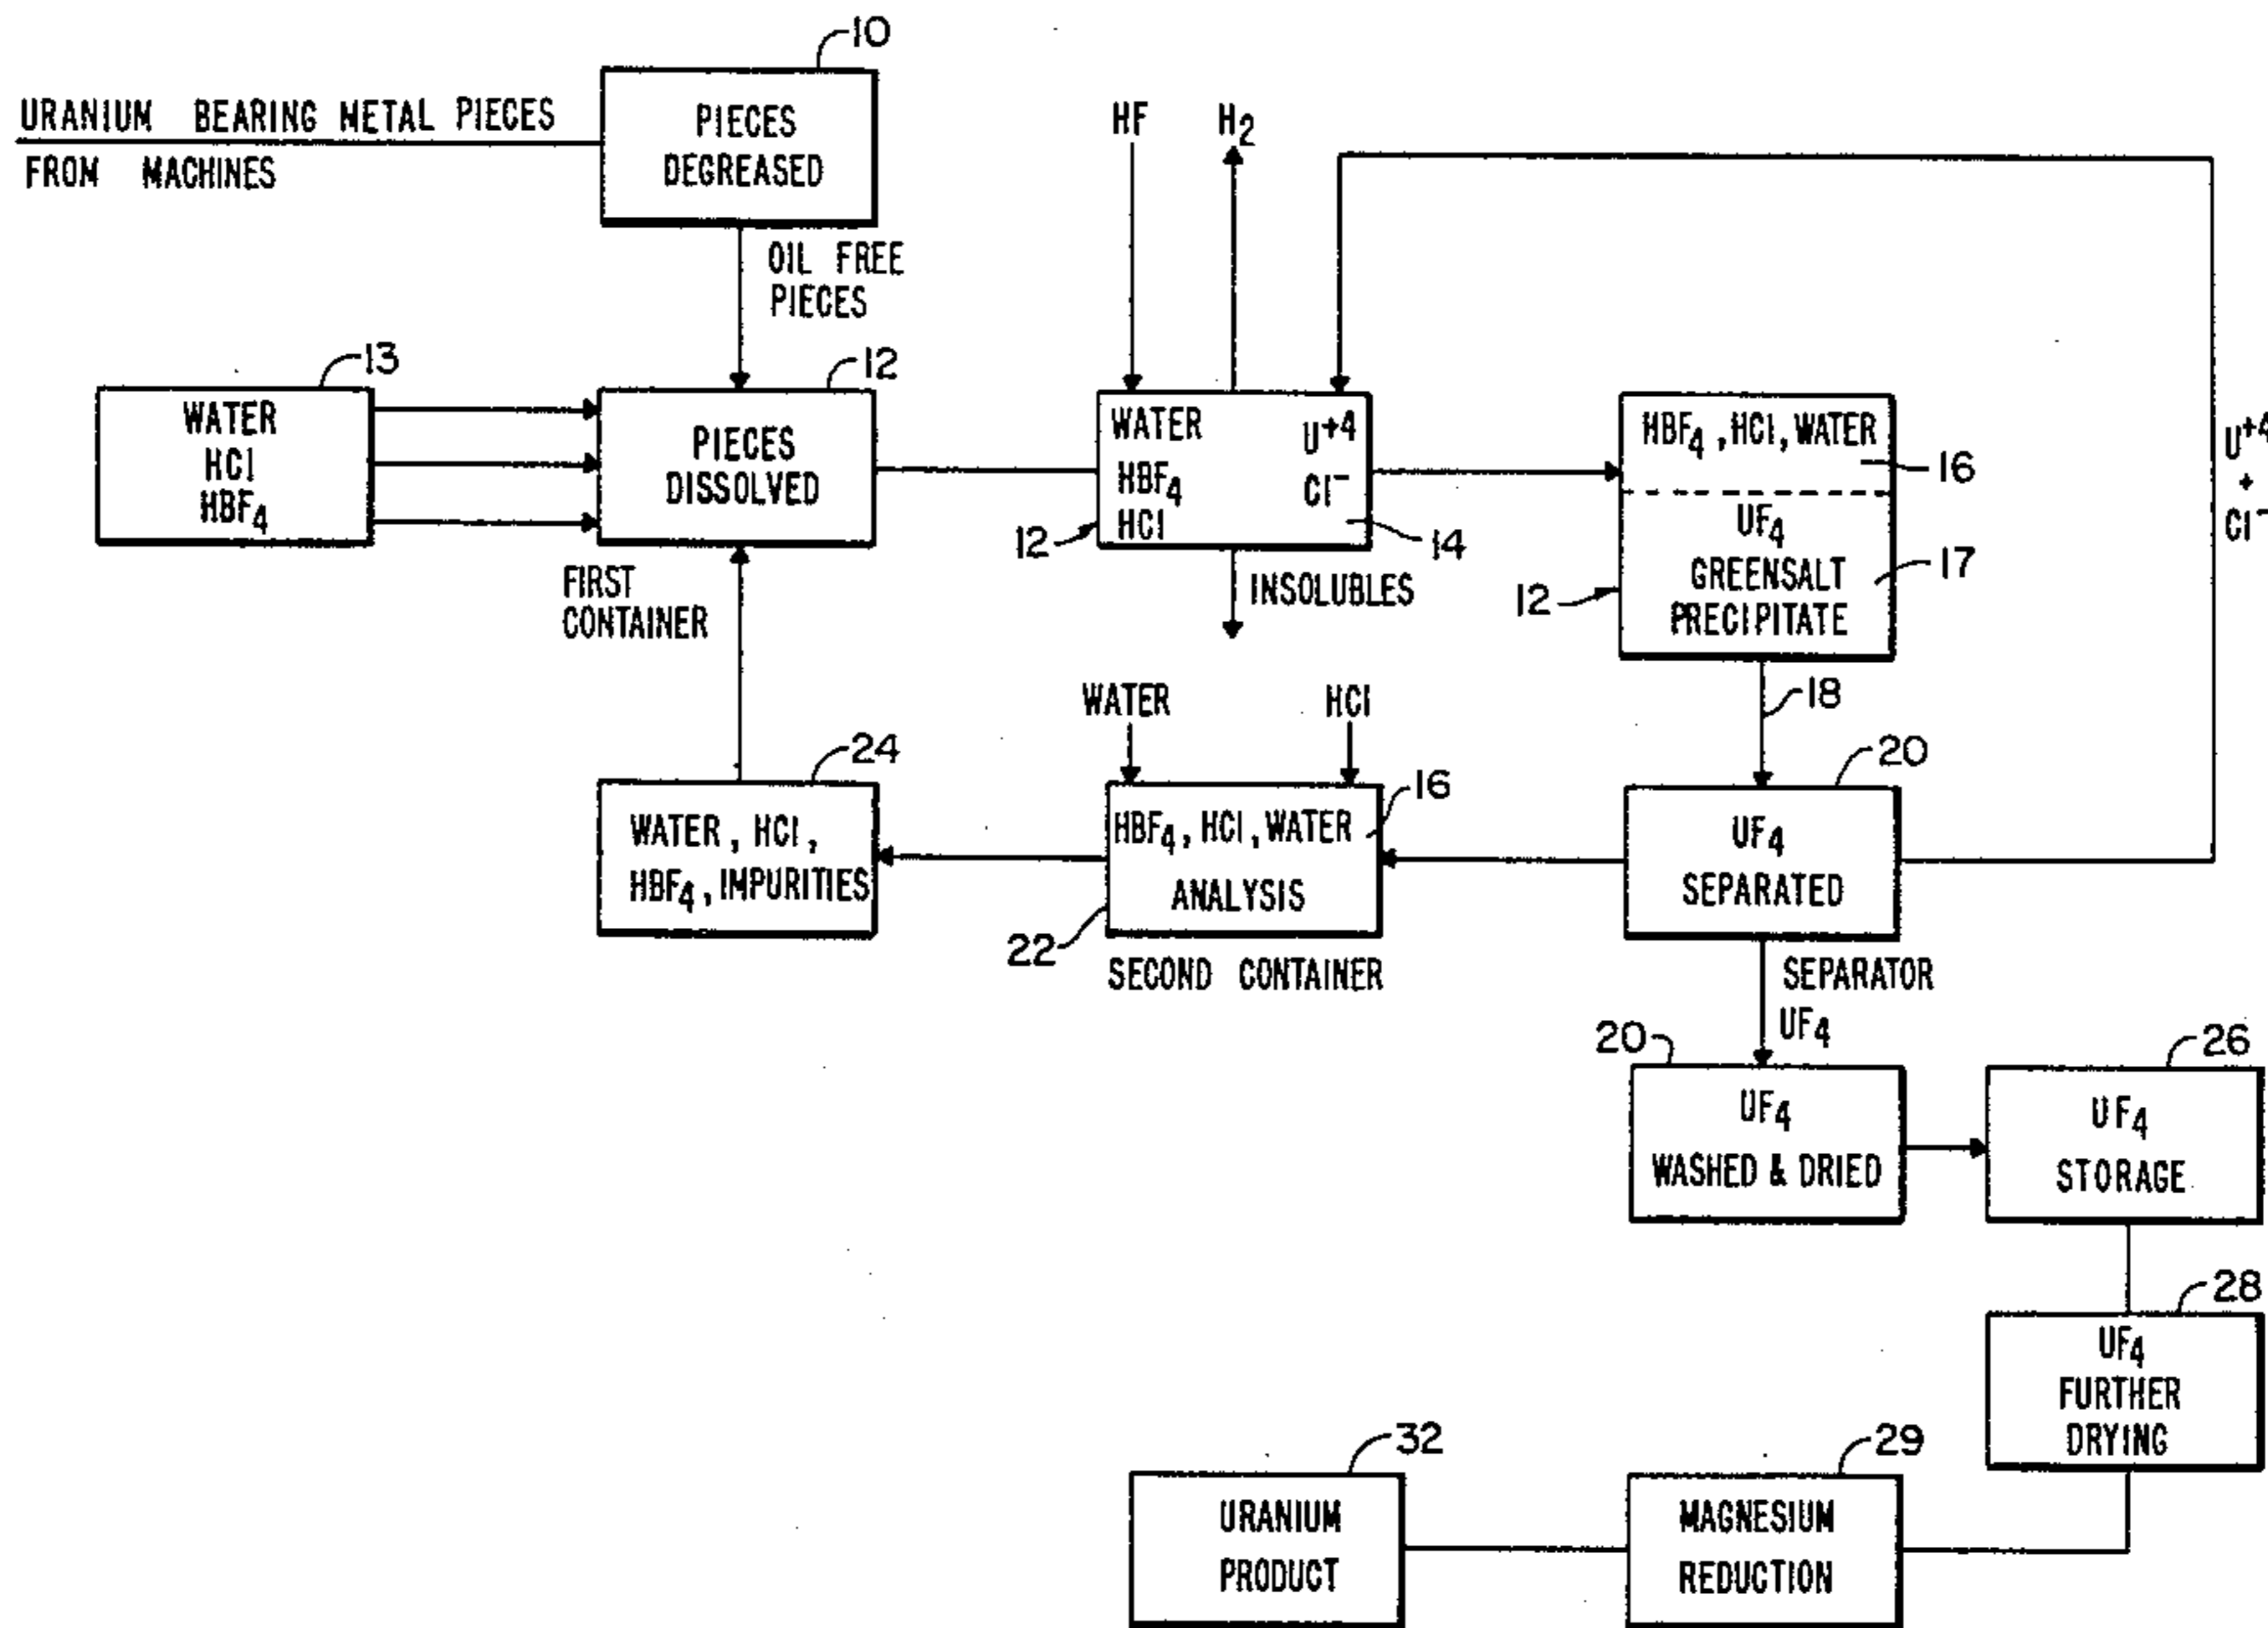 10
URANIUM BEARING METAL PIECES
FROM MACHINES
PIECES
DEGREASED
OIL FREE
PIECES
HF
H2
13
WATER
HCl
HBF4
12
PIECES
DISSOLVED
FIRST
CONTAINER
WATER
HBF4
HCl
U+4
Cl-
12
14
INSOLUBLES
HBF4, HCl, WATER
16
UF4
GREENSALT
PRECIPITATE
17
12
U+4
+
Cl-
18
24
WATER, HCl,
HBF4, IMPURITIES
WATER
HCl
16
HBF4, HCl, WATER
ANALYSIS
22
SECOND CONTAINER
20
UF4
SEPARATED
SEPARATOR
UF4
20
UF4
WASHED & DRIED
26
UF4
STORAGE
28
UF4
FURTHER
DRYING
32
URANIUM
PRODUCT
29
MAGNESIUM
REDUCTION